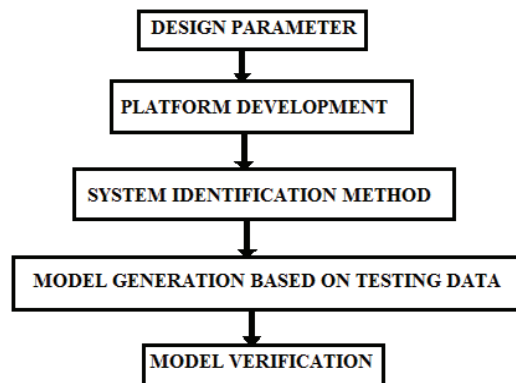 DESIGN PARAMETER
PLATFORM DEVELOPMENT
SYSTEM IDENTIFICATION METHOD
MODEL GENERATION BASED ON TESTING DATA
MODEL VERIFICATION